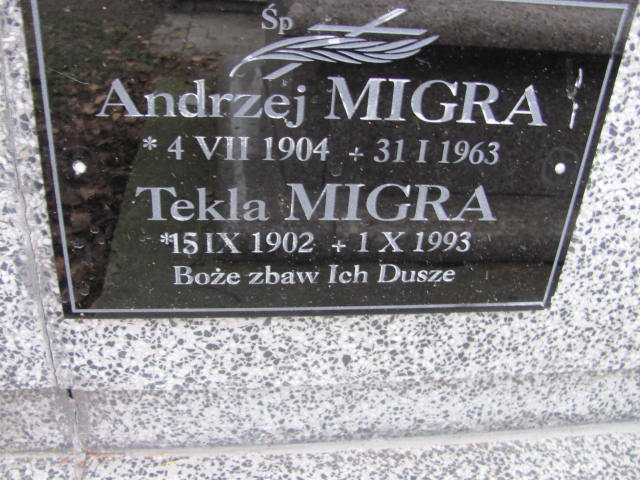 Śp
Andrzej MIGRA
* 4 VII 1904 + 31 I 1963
Tekla MIGRA
*15 IX 1902 + 1 X 1993
Boże zbaw Ich Dusze